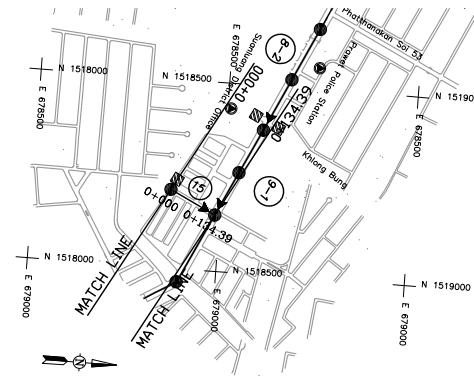 Phatthanakan Soi 53
E 678500
Suanluang District Office
8-2
Prawet Police Station
N 1518000
N 1518500
0+000
N 15190
E 678500
0+134.39
E 678500
Khlong Bung
15
9-1
0+000
0+134.39
MATCH LINE
MATCH LINE
N 1518000
N 1518500
N 1519000
E 679000
E 679000
E 679000
N